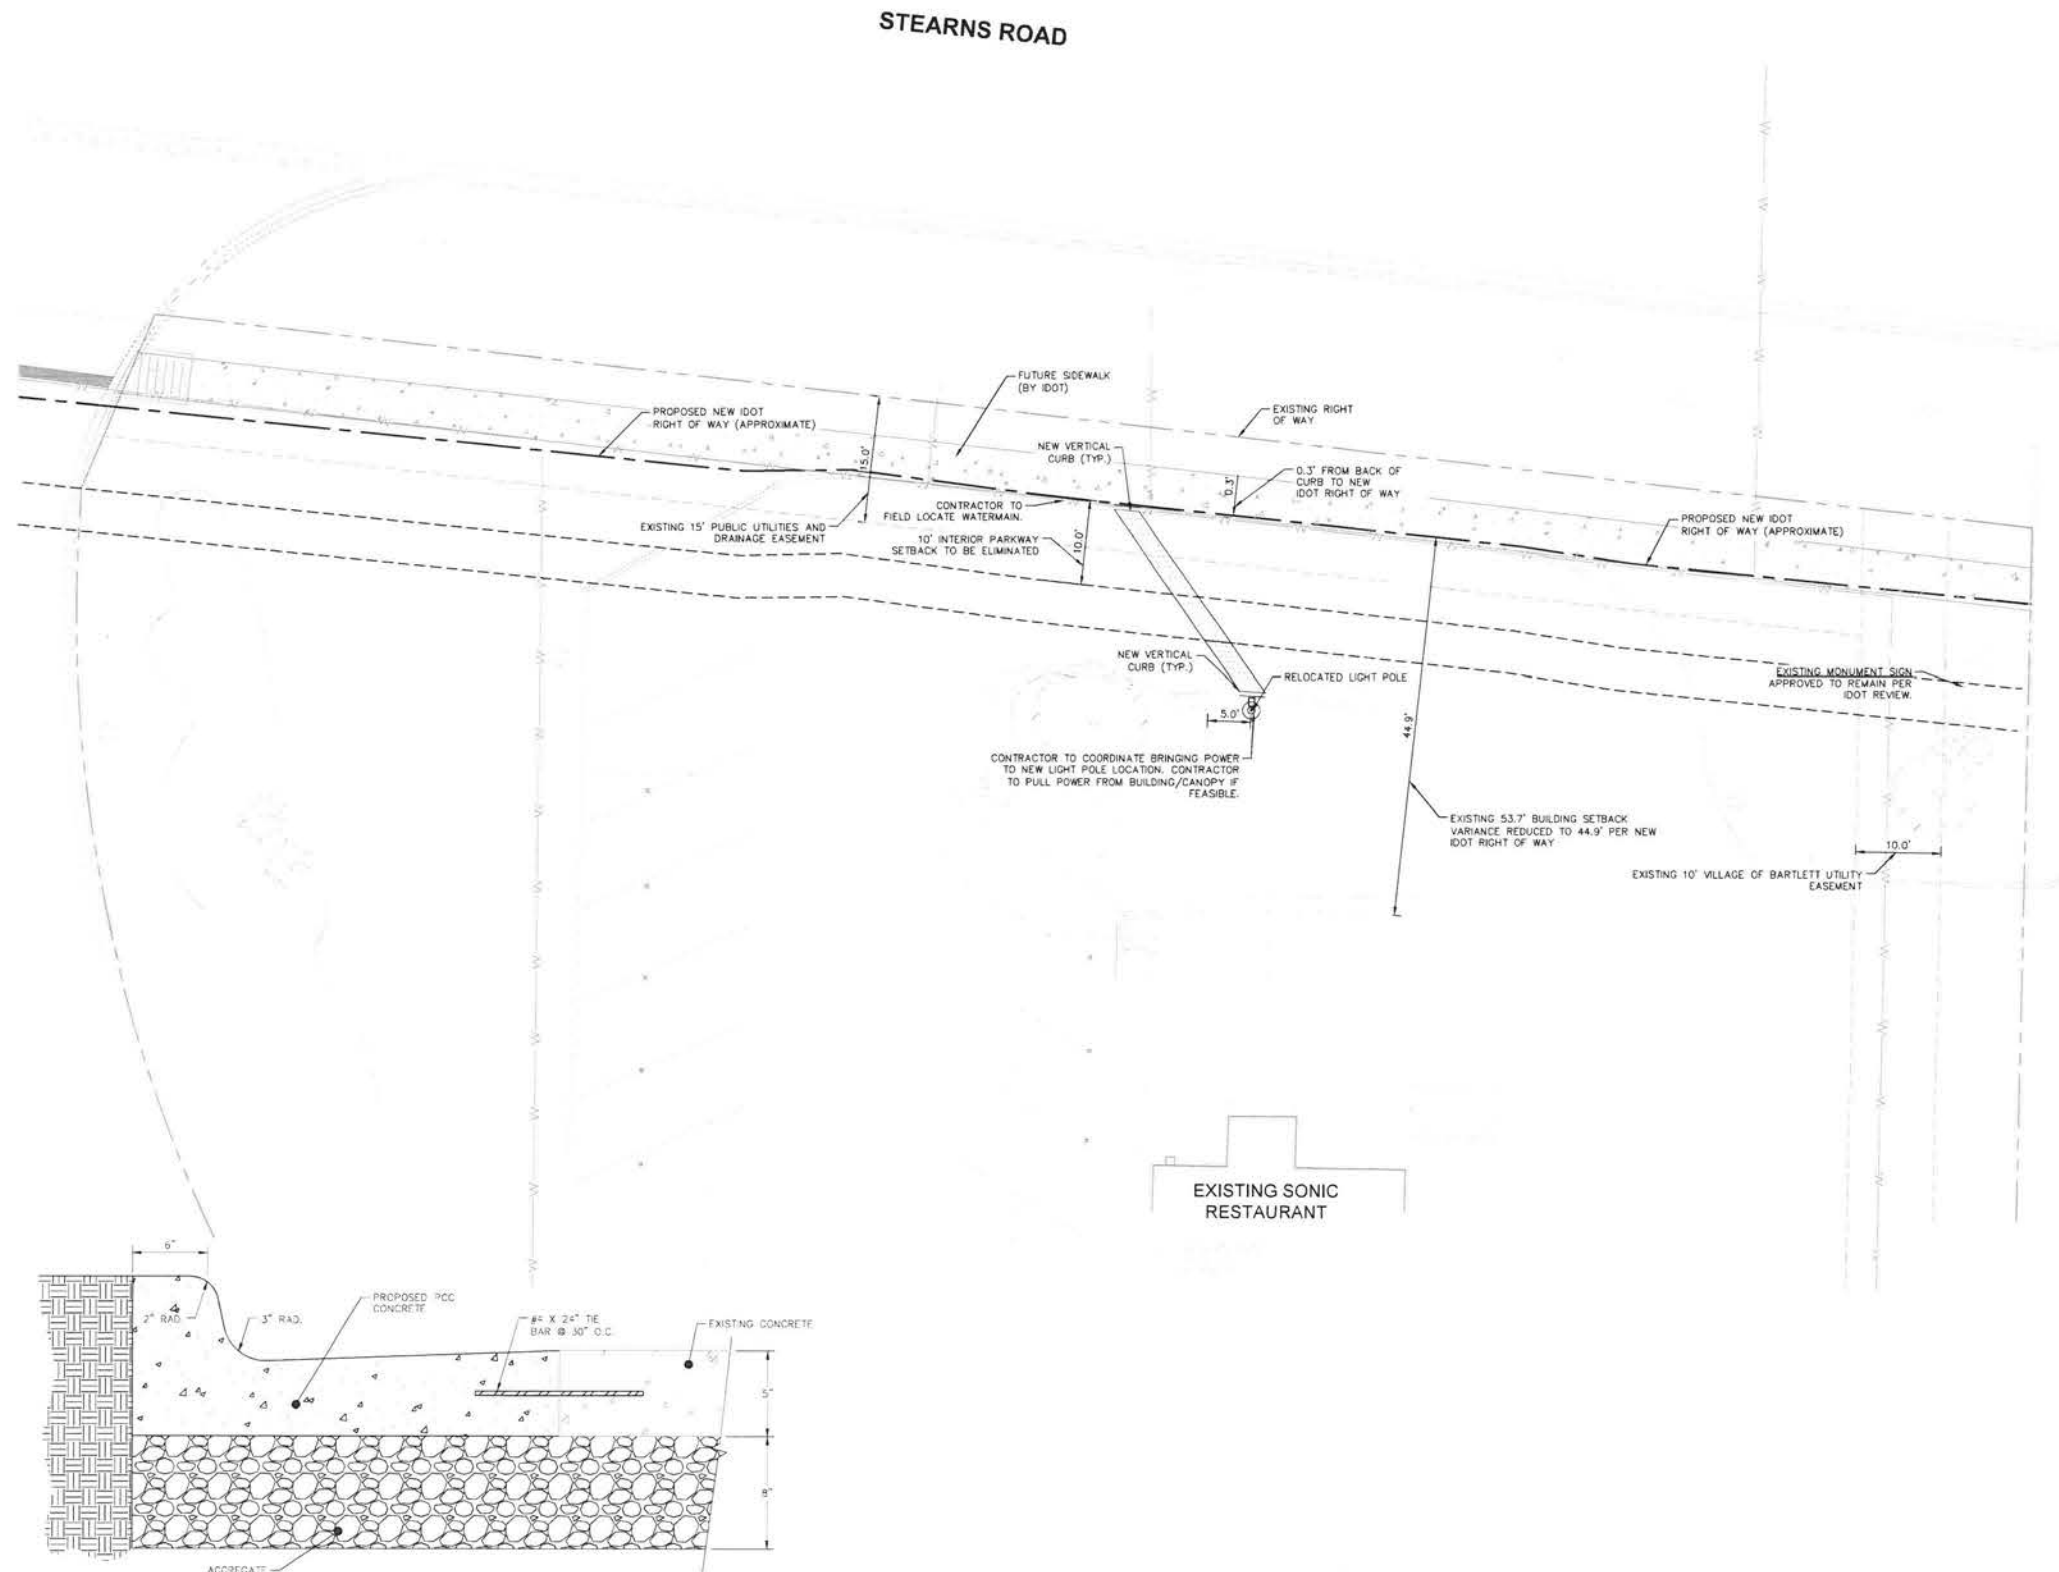 STEARNS ROAD
FUTURE SIDEWALK
(BY IDOT)
PROPOSED NEW IDOT
RIGHT OF WAY (APPROXIMATE)
EXISTING RIGHT
OF WAY
15.0'
NEW VERTICAL
CURB (TYP.)
0.3'
0.3' FROM BACK OF
CURB TO NEW
IDOT RIGHT OF WAY
CONTRACTOR TO
FIELD LOCATE WATERMAIN.
EXISTING 15' PUBLIC UTILITIES AND
DRAINAGE EASEMENT
10' INTERIOR PARKWAY
SETBACK TO BE ELIMINATED
10.0'
PROPOSED NEW IDOT
RIGHT OF WAY (APPROXIMATE)
NEW VERTICAL
CURB (TYP.)
RELOCATED LIGHT POLE
5.0'
EXISTING MONUMENT SIGN
APPROVED TO REMAIN PER
IDOT REVIEW.
44.9'
CONTRACTOR TO COORDINATE BRINGING POWER
TO NEW LIGHT POLE LOCATION. CONTRACTOR
TO PULL POWER FROM BUILDING/CANOPY IF
FEASIBLE.
EXISTING 53.7' BUILDING SETBACK
VARIANCE REDUCED TO 44.9' PER NEW
IDOT RIGHT OF WAY
10.0'
EXISTING 10' VILLAGE OF BARTLETT UTILITY
EASEMENT
EXISTING SONIC
RESTAURANT
6"
2" RAD.
3" RAD.
PROPOSED PCC
CONCRETE
#4 X 24" TIE
BAR @ 30" O.C.
EXISTING CONCRETE
5"
8"
AGGREGATE